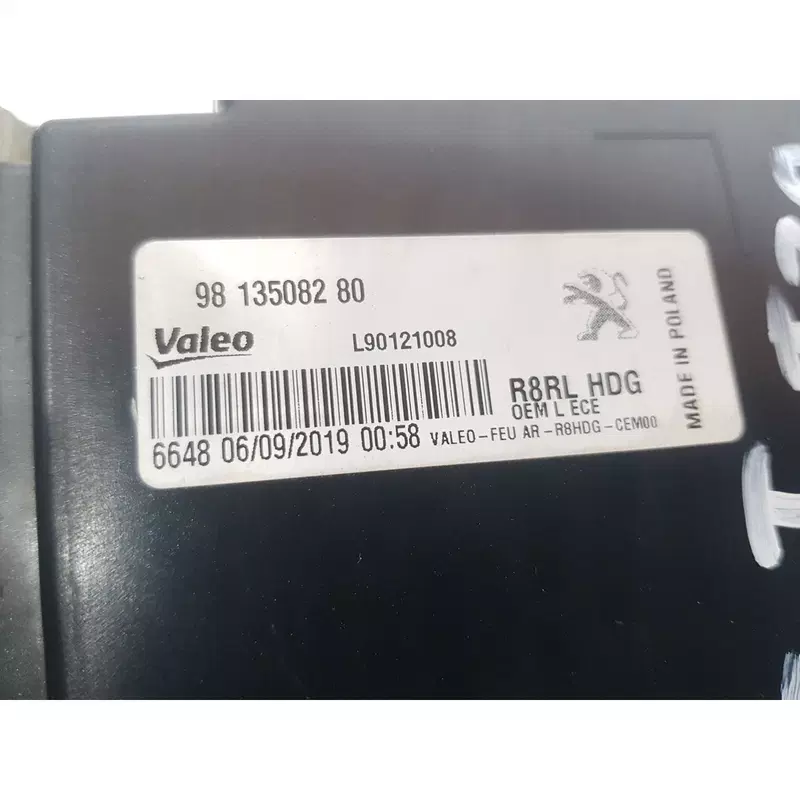 98 135082 80
Valeo
L90121008
R8RL HDG
OEM L ECE
6648 06/09/2019 00:58 VALEO-FEU AR-R8HDG-CEM00
MADE IN POLAND